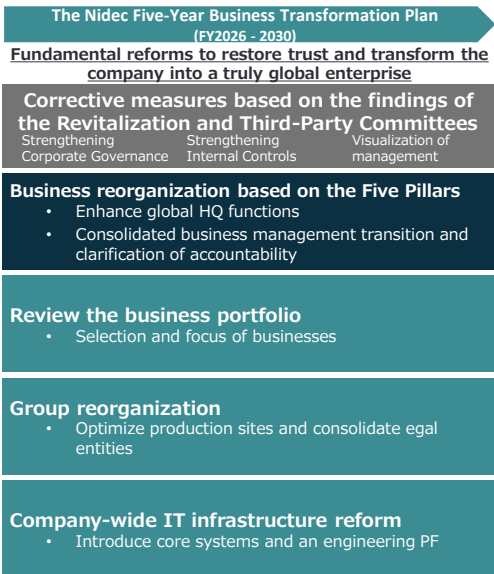 The Nidec Five-Year Business Transformation Plan
(FY2026 - 2030)
Fundamental reforms to restore trust and transform the
company into a truly global enterprise
Corrective measures based on the findings of
the Revitalization and Third-Party Committees
Strengthening
Corporate Governance
Strengthening
Internal Controls
Visualization of
management
Business reorganization based on the Five Pillars
• Enhance global HQ functions
• Consolidated business management transition and
clarification of accountability
Review the business portfolio
• Selection and focus of businesses
Group reorganization
• Optimize production sites and consolidate egal
entities
Company-wide IT infrastructure reform
• Introduce core systems and an engineering PF